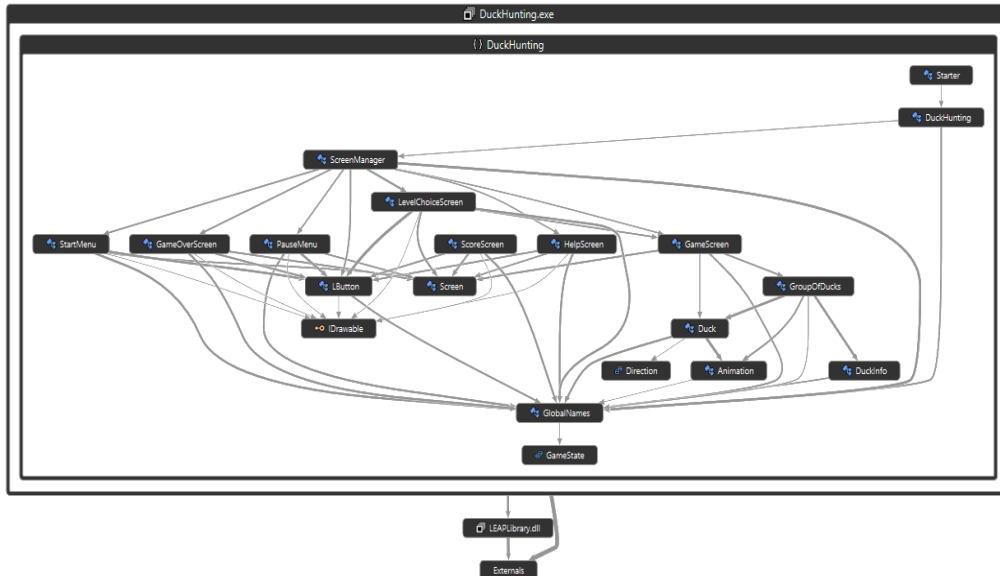 DuckHunting.exe
{ } DuckHunting
Starter
DuckHunting
ScreenManager
LevelChoiceScreen
StartMenu
GameOverScreen
PauseMenu
ScoreScreen
HelpScreen
GameScreen
LButton
Screen
GroupOfDucks
IDrawable
Duck
Direction
Animation
DuckInfo
GlobalNames
GameState
LEAPLibrary.dll
Externals